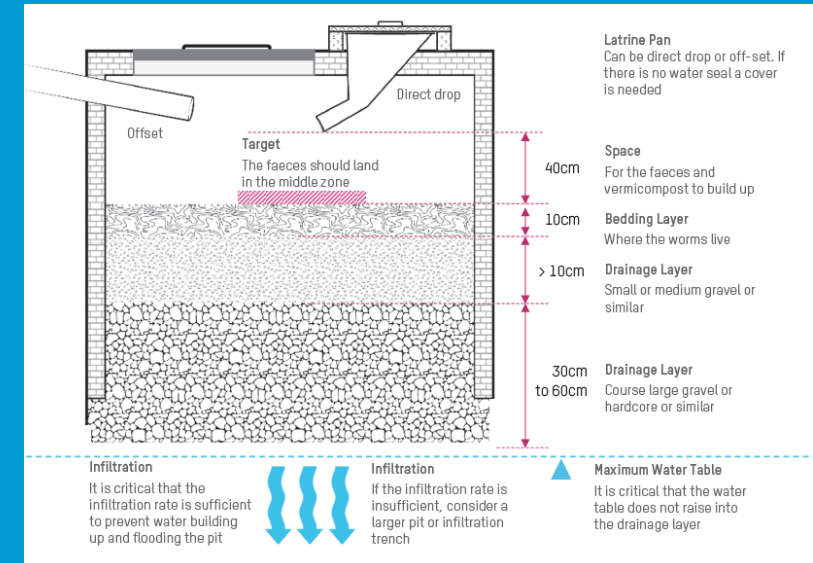 Latrine Pan
Can be direct drop or off-set. If
there is no water seal a cover
is needed
Direct drop
Offset
Target
The faeces should land
in the middle zone
40cm
Space
For the faeces and
vermicompost to build up
10cm
Bedding Layer
Where the worms live
> 10cm
Drainage Layer
Small or medium gravel or
similar
30cm
to 60cm
Drainage Layer
Course large gravel or
hardcore or similar
Infiltration
It is critical that the
infiltration rate is sufficient
to prevent water building
up and flooding the pit
Infiltration
If the infiltration rate is
insufficient, consider a
larger pit or infiltration
trench
Maximum Water Table
It is critical that the water
table does not raise into
the drainage layer